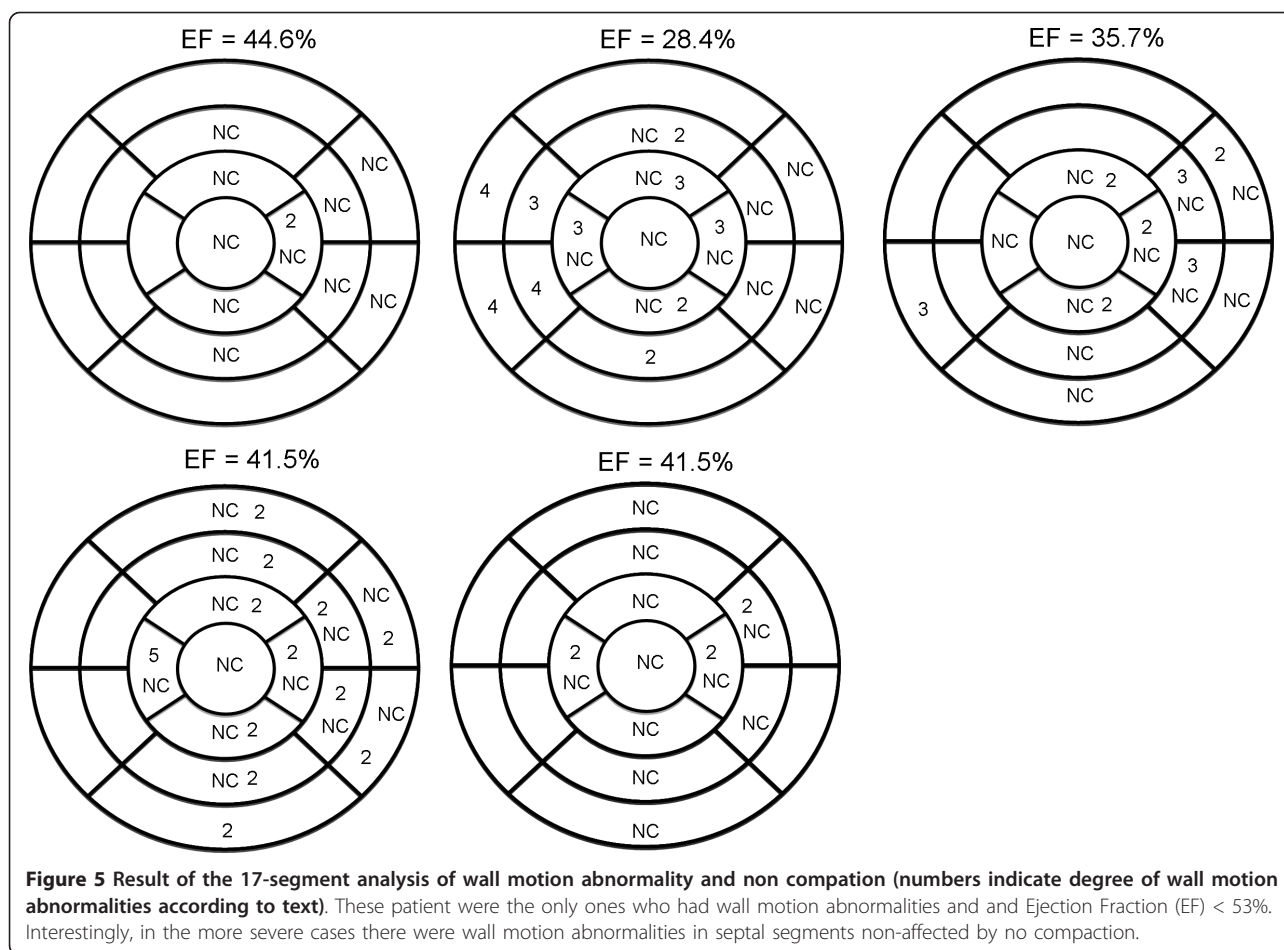 EF = 44.6%
NC
NC
NC
NC
2
NC
NC
NC
NC
NC
NC
EF = 28.4%
NC 2
NC
NC 3
4
3
NC
3
NC
3
NC
NC
4
4
NC
NC
NC 2
2
EF = 35.7%
2
NC
3
NC
NC 2
2
NC
NC
NC
3
NC
NC
3
NC 2
NC
NC
EF = 41.5%
NC 2
NC 2
NC
2
NC 2
2
NC
5
NC
NC
2
NC
2
NC
NC
2
NC 2
NC 2
2
EF = 41.5%
NC
NC
NC
2
NC
2
NC
NC
2
NC
NC
NC
NC
NC
Figure 5 Result of the 17-segment analysis of wall motion abnormality and non compation (numbers indicate degree of wall motion
abnormalities according to text). These patient were the only ones who had wall motion abnormalities and and Ejection Fraction (EF) < 53%.
Interestingly, in the more severe cases there were wall motion abnormalities in septal segments non-affected by no compaction.